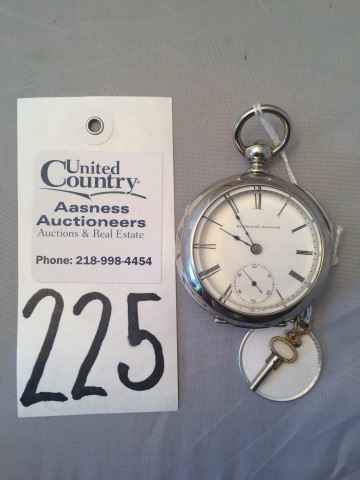 United
Country®
Aasness
Auctioneers
Auctions & Real Estate
Phone: 218-998-4454
225